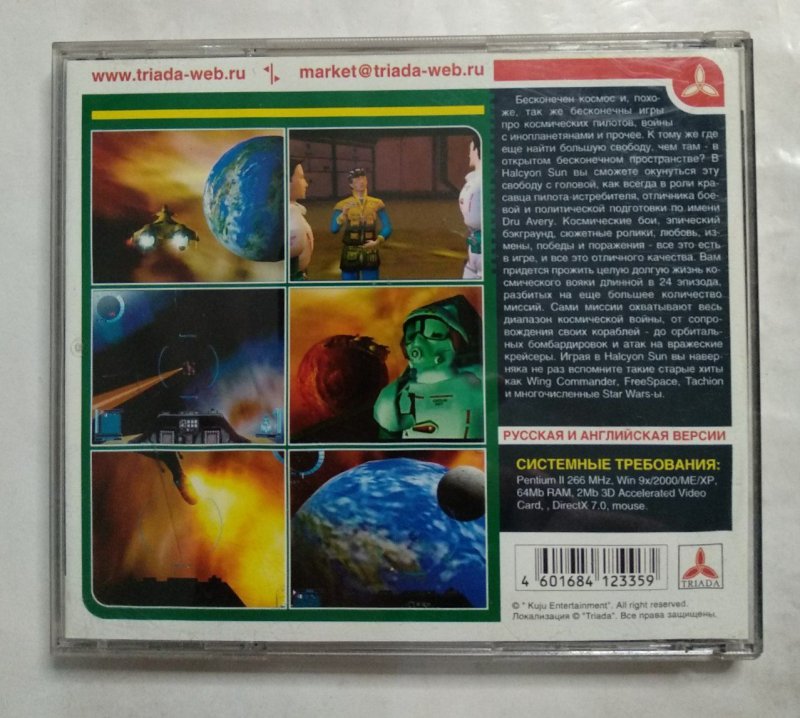 www.triada-web.ru
market@triada-web.ru
Бесконечен космос и, похо-
же, так же бесконечны игры
про космических пилотов, войны
с инопланетянами и прочее. К тому же где
еще найти большую свободу, чем там - в
открытом бесконечном пространстве? В
Halcyon Sun вы сможете окунуться эту
свободу с головой, как всегда в роли кра-
савца пилота-истребителя, отличника бое-
вой и политической подготовки по имени
Dru Avery. Космические бои, эпический
бэкграунд, сюжетные ролики, любовь, из-
мены, победы и поражения - все это есть
в игре, и все это отличного качества. Вам
придется прожить целую долгую жизнь ко-
смического вояки длинной в 24 эпизода,
разбитых на еще большее количество
миссий. Сами миссии охватывают весь
диапазон космической войны, от сопро-
вождения своих кораблей - до орбиталь-
ных бомбардировок и атак на вражеские
крейсеры. Играя в Halcyon Sun вы навер-
няка не раз вспомните такие старые хиты
как Wing Commander, FreeSpace, Tachion
и многочисленные Star Wars-ы.
РУССКАЯ И АНГЛИЙСКАЯ ВЕРСИИ
СИСТЕМНЫЕ ТРЕБОВАНИЯ:
Pentium II 266 MHz, Win 9x/2000/ME/XP,
64Mb RAM, 2Mb 3D Accelerated Video
Card, , DirectX 7.0, mouse.
4 601684 123359
TRIADA
© " Kuju Entertainment". All right reserved.
Локализация © "Triada". Все права защищены.